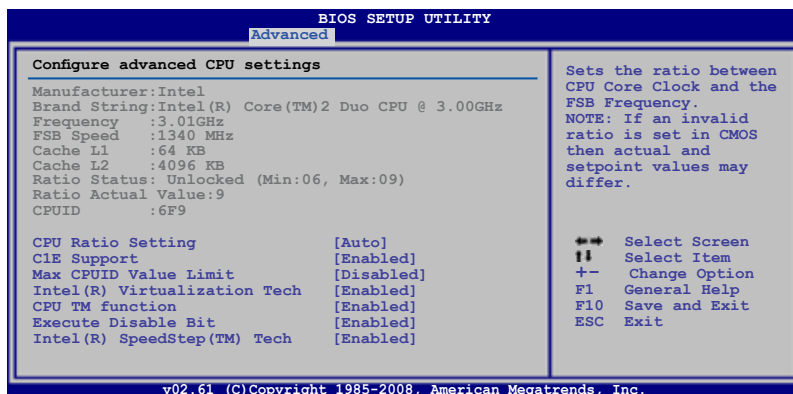 BIOS SETUP UTILITY
Advanced
Configure advanced CPU settings
Manufacturer:Intel
Brand String:Intel(R) Core(TM)2 Duo CPU @ 3.00GHz
Frequency :3.01GHz
FSB Speed :1340 MHz
Cache L1 :64 KB
Cache L2 :4096 KB
Ratio Status: Unlocked (Min:06, Max:09)
Ratio Actual Value:9
CPUID :6F9
CPU Ratio Setting [Auto]
C1E Support [Enabled]
Max CPUID Value Limit [Disabled]
Intel(R) Virtualization Tech [Enabled]
CPU TM function [Enabled]
Execute Disable Bit [Enabled]
Intel(R) SpeedStep(TM) Tech [Enabled]
Sets the ratio between
CPU Core Clock and the
FSB Frequency.
NOTE: If an invalid
ratio is set in CMOS
then actual and
setpoint values may
differ.
←→ Select Screen
↑↓ Select Item
+- Change Option
F1 General Help
F10 Save and Exit
ESC Exit
v02.61 (C)Copyright 1985-2008, American Megatrends, Inc.